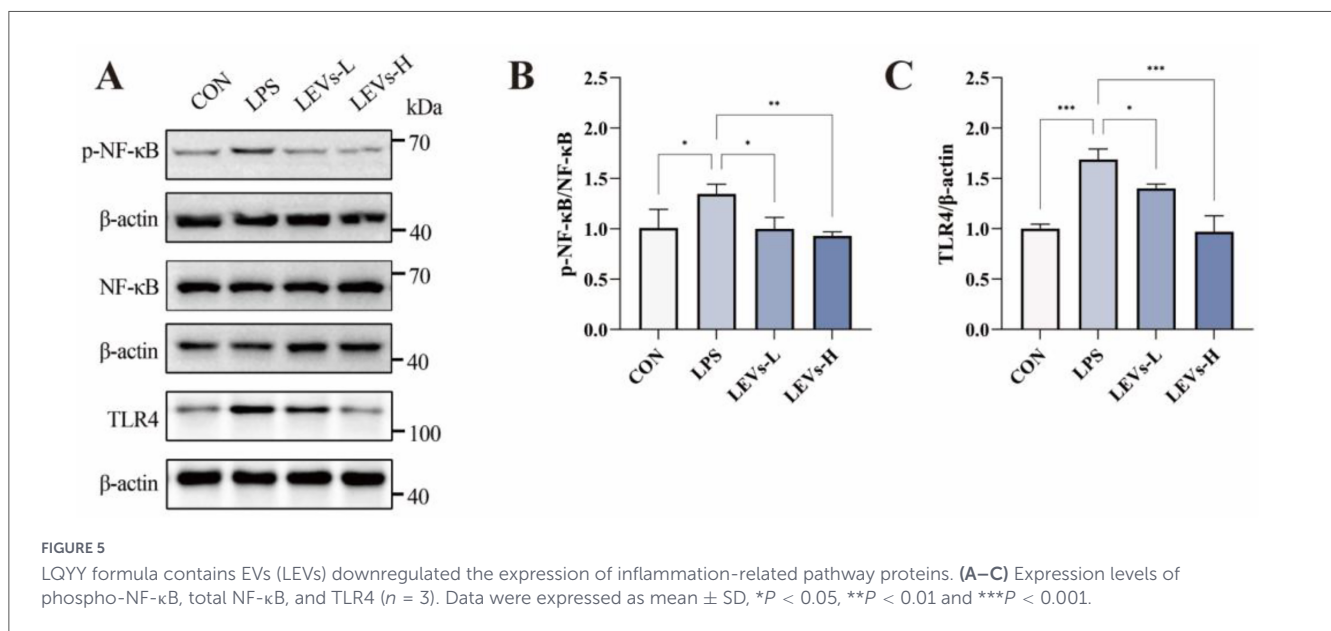 A
CON LPS LEVs-L LEVs-H
kDa
p-NF-κB
70
β-actin
40
NF-κB
70
β-actin
40
TLR4
100
β-actin
40
B
p-NF-κB/NF-κB
2.5
2.0
1.5
1.0
0.5
0.0
*
*
**
CON LPS LEVs-L LEVs-H
C
TLR4/β-actin
2.5
2.0
1.5
1.0
0.5
0.0
***
*
***
CON LPS LEVs-L LEVs-H
FIGURE 5
LQYY formula contains EVs (LEVs) downregulated the expression of inflammation-related pathway proteins. (A–C) Expression levels of
phospho-NF-κB, total NF-κB, and TLR4 (n = 3). Data were expressed as mean ± SD, *P < 0.05, **P < 0.01 and ***P < 0.001.